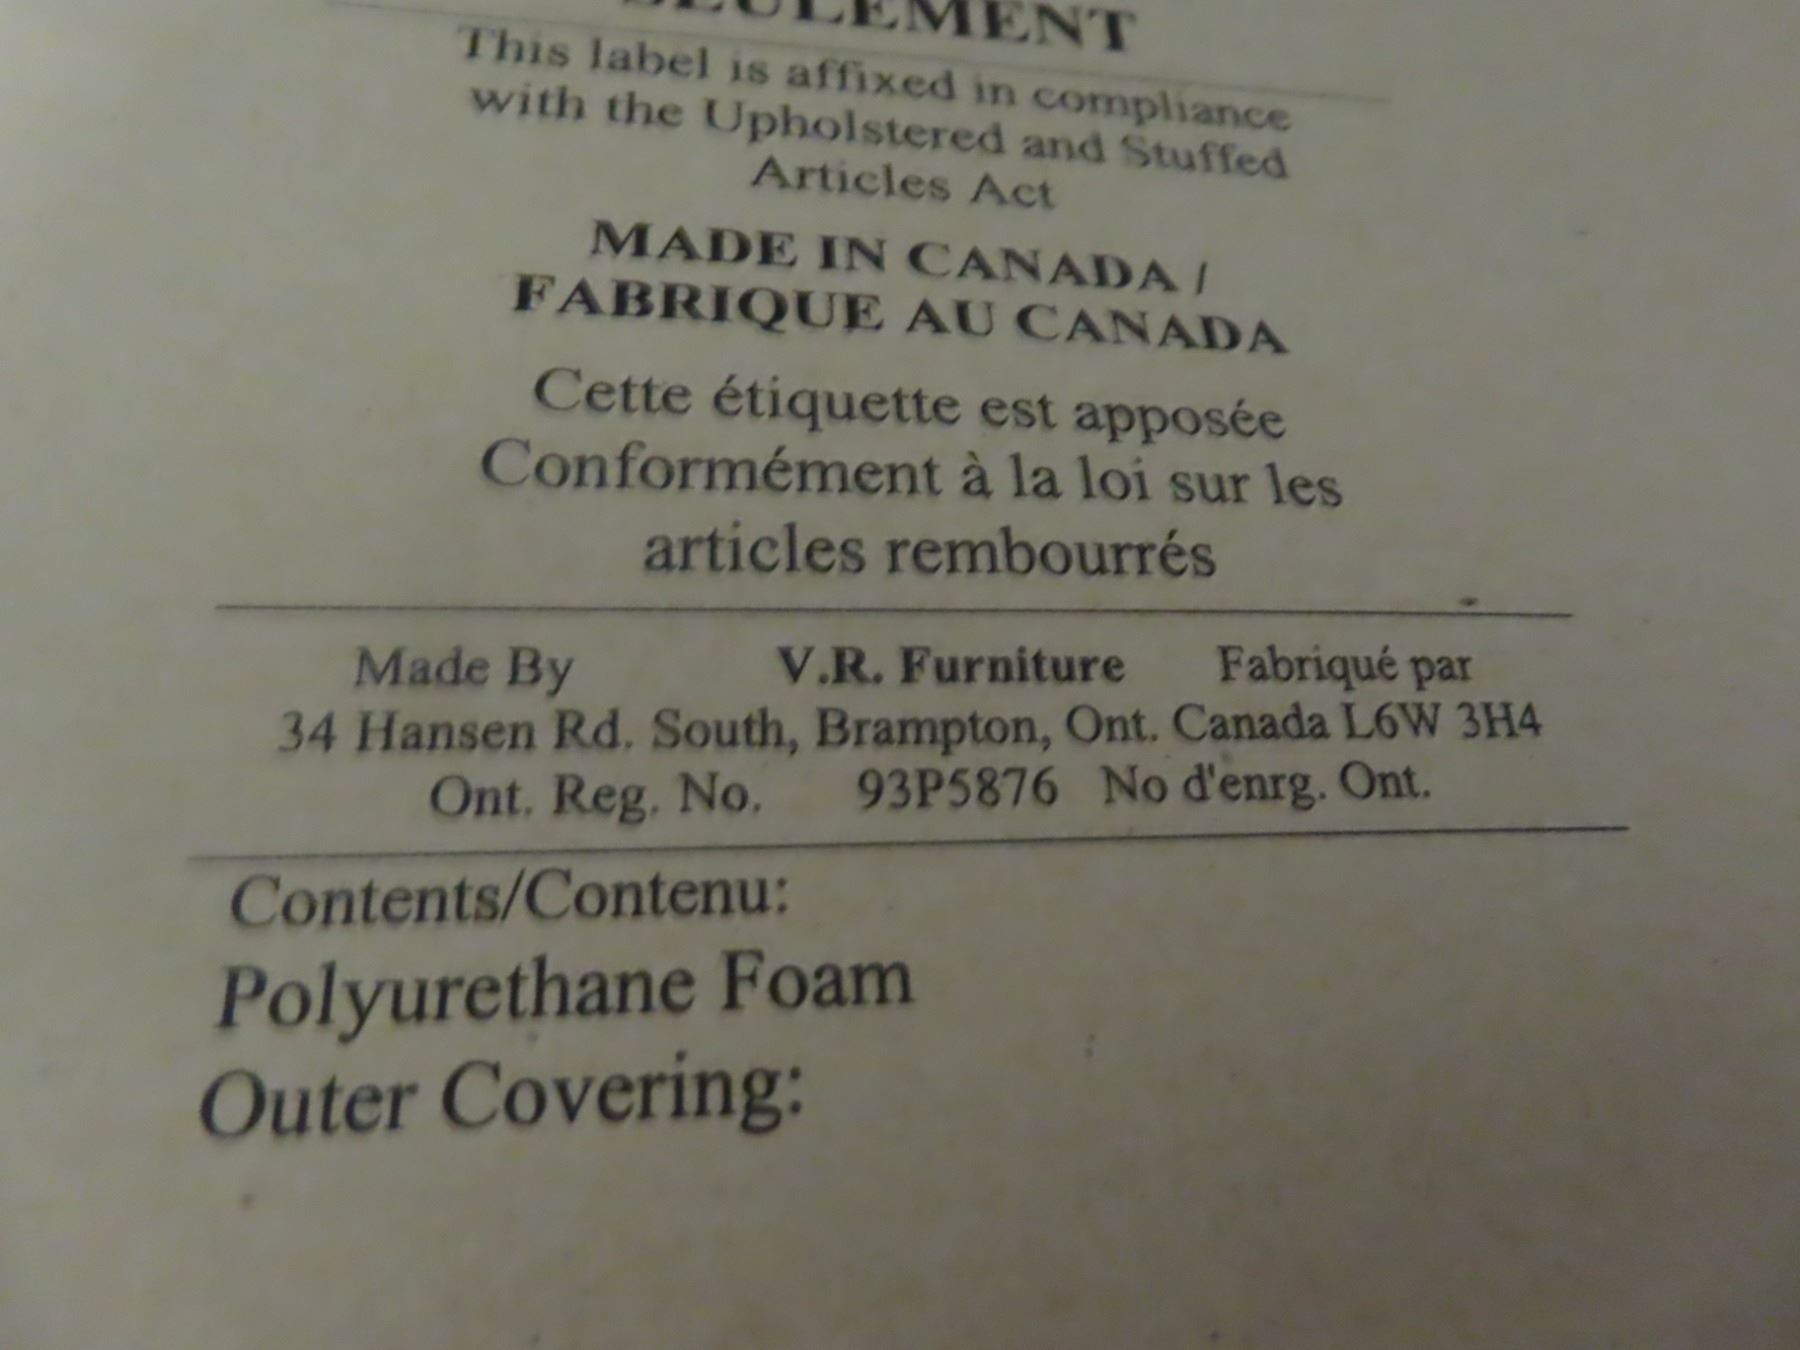 SEULEMENT
This label is affixed in compliance
with the Upholstered and Stuffed
Articles Act
MADE IN CANADA /
FABRIQUE AU CANADA
Cette étiquette est apposée
Conformément à la loi sur les
articles rembourrés
Made By V.R. Furniture Fabriqué par
34 Hansen Rd. South, Brampton, Ont. Canada L6W 3H4
Ont. Reg. No. 93P5876 No d'enrg. Ont.
Contents/Contenu:
Polyurethane Foam
Outer Covering: